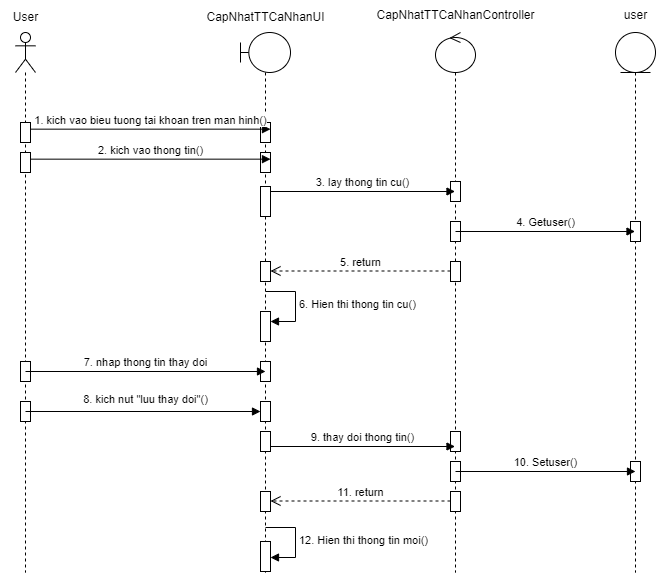 User
CapNhatTTCaNhanUI
CapNhatTTCaNhanController
user
1. kich vao bieu tuong tai khoan tren man hinh()
2. kich vao thong tin()
3. lay thong tin cu()
4. Getuser()
5. return
6. Hien thi thong tin cu()
7. nhap thong tin thay doi
8. kich nut "luu thay doi"()
9. thay doi thong tin()
10. Setuser()
11. return
12. Hien thi thong tin moi()